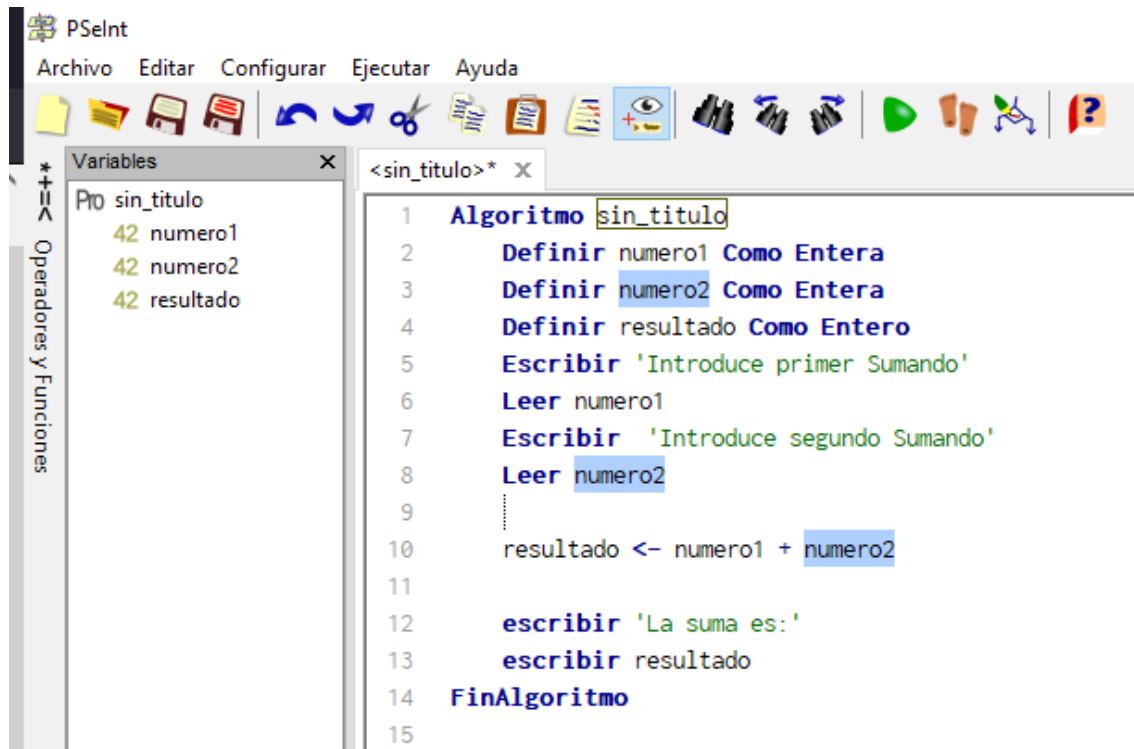 PSeInt
Archivo Editar Configurar Ejecutar Ayuda
Variables X
<sin_titulo>* X
*+=< Operadores y Funciones
Pro sin_titulo
42 numero1
42 numero2
42 resultado
1 Algoritmo sin_titulo
2 Definir numero1 Como Entera
3 Definir numero2 Como Entera
4 Definir resultado Como Entero
5 Escribir 'Introduce primer Sumando'
6 Leer numero1
7 Escribir  'Introduce segundo Sumando'
8 Leer numero2
9
10 resultado <- numero1 + numero2
11
12 escribir 'La suma es:'
13 escribir resultado
14 FinAlgoritmo
15